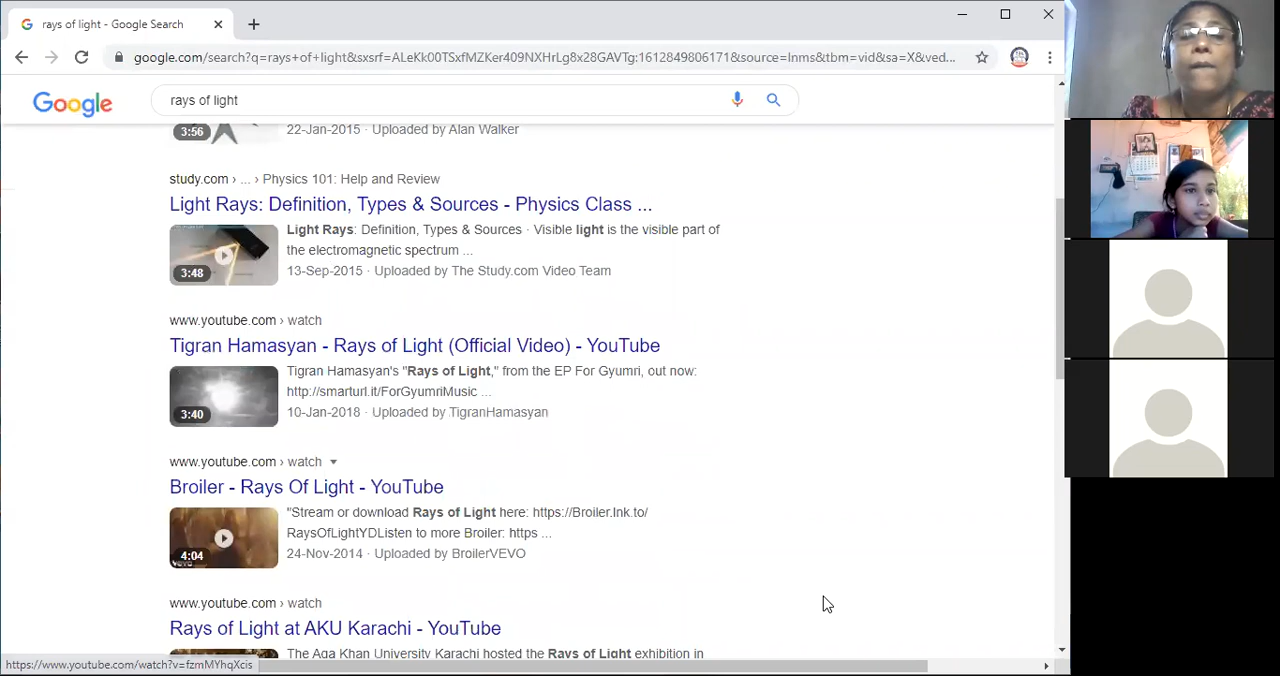 rays of light - Google Search
google.com/search?q=rays+of+light&sxsrf=ALeKk00TSxfMZKer409NXHrLg8x28GAVTg:1612849806171&source=lnms&tbm=vid&sa=X&ved...
Google
rays of light
3:56
22-Jan-2015 · Uploaded by Alan Walker
study.com › ... › Physics 101: Help and Review
Light Rays: Definition, Types & Sources - Physics Class ...
Light Rays: Definition, Types & Sources · Visible light is the visible part of
the electromagnetic spectrum ...
3:48
13-Sep-2015 · Uploaded by The Study.com Video Team
www.youtube.com › watch
Tigran Hamasyan - Rays of Light (Official Video) - YouTube
Tigran Hamasyan's "Rays of Light," from the EP For Gyumri, out now:
http://smarturl.it/ForGyumriMusic ...
3:40
10-Jan-2018 · Uploaded by TigranHamasyan
www.youtube.com › watch
Broiler - Rays Of Light - YouTube
"Stream or download Rays of Light here: https://Broiler.lnk.to/
RaysOfLightYDListen to more Broiler: https ...
4:04
24-Nov-2014 · Uploaded by BroilerVEVO
www.youtube.com › watch
Rays of Light at AKU Karachi - YouTube
The Aga Khan University Karachi hosted the Rays of Light exhibition in
https://www.youtube.com/watch?v=fzmMYhqXcis